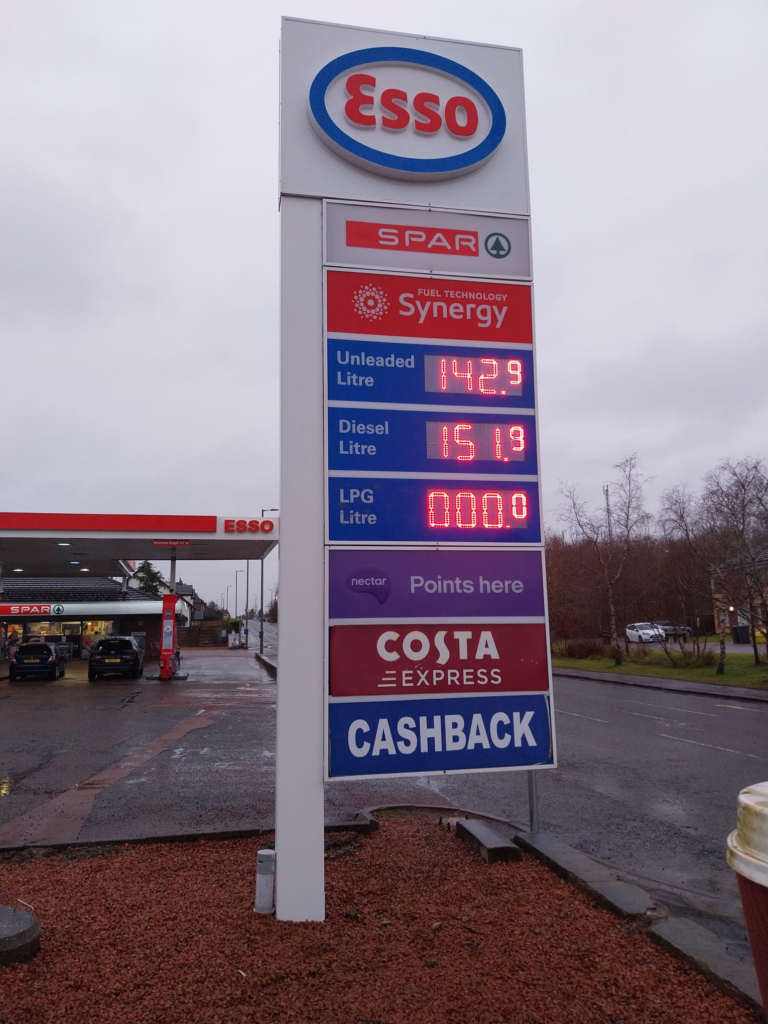 Esso
SPAR
FUEL TECHNOLOGY
Synergy
Unleaded
Litre
142.9
Diesel
Litre
151.9
LPG
Litre
000.0
nectar
Points here
COSTA
EXPRESS
CASHBACK
ESSO
SPAR